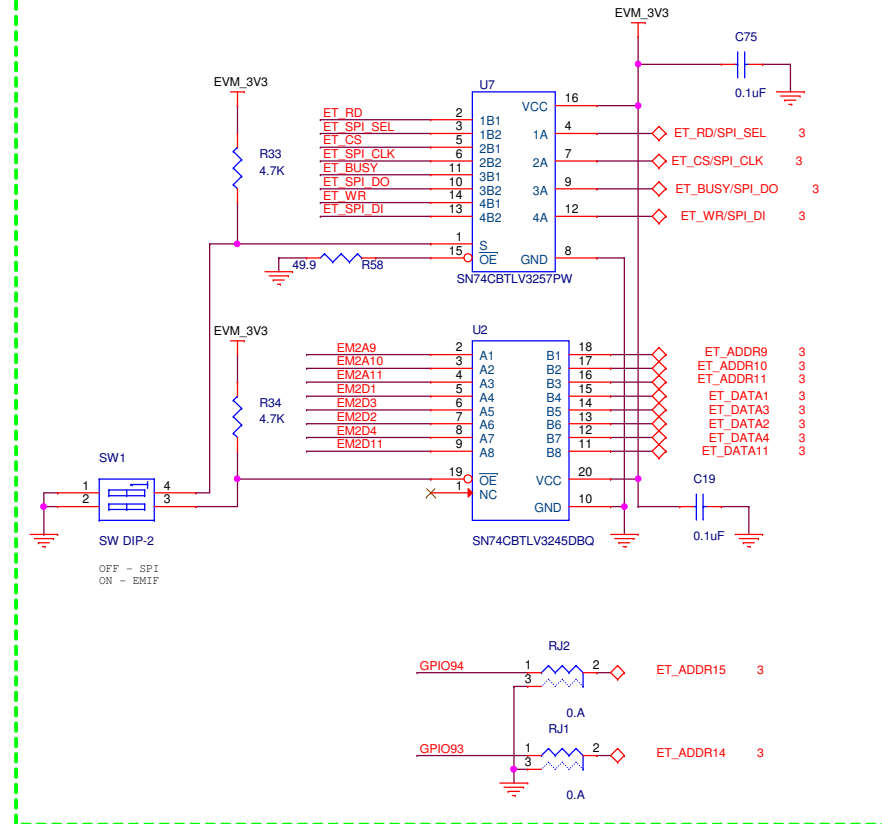 EVM_3V3
C75
0.1uF
EVM_3V3
R33
4.7K
U7
ET_RD 2 1B1
ET_SPI_SEL 3 1B2
ET_CS 5 2B1
ET_SPI_CLK 6 2B2
ET_BUSY 11 3B1
ET_SPI_DO 10 3B2
ET_WR 14 4B1
ET_SPI_DI 13 4B2
1 S
15 OE
VCC 16
1A 4 ET_RD/SPI_SEL 3
2A 7 ET_CS/SPI_CLK 3
3A 9 ET_BUSY/SPI_DO 3
4A 12 ET_WR/SPI_DI 3
GND 8
49.9 R58
SN74CBTLV3257PW
EVM_3V3
R34
4.7K
U2
EM2A9 2 A1 B1 18 ET_ADDR9 3
EM2A10 3 A2 B2 17 ET_ADDR10 3
EM2A11 4 A3 B3 16 ET_ADDR11 3
EM2D1 5 A4 B4 15 ET_DATA1 3
EM2D3 6 A5 B5 14 ET_DATA3 3
EM2D2 7 A6 B6 13 ET_DATA2 3
EM2D4 8 A7 B7 12 ET_DATA4 3
EM2D11 9 A8 B8 11 ET_DATA11 3
19 OE VCC 20
1 NC
GND 10
SN74CBTLV3245DBQ
C19
0.1uF
SW1
1 4
2 3
SW DIP-2
OFF - SPI
ON - EMIF
RJ2
GPIO94 1 2 ET_ADDR15 3
3
0.A
RJ1
GPIO93 1 2 ET_ADDR14 3
3
0.A